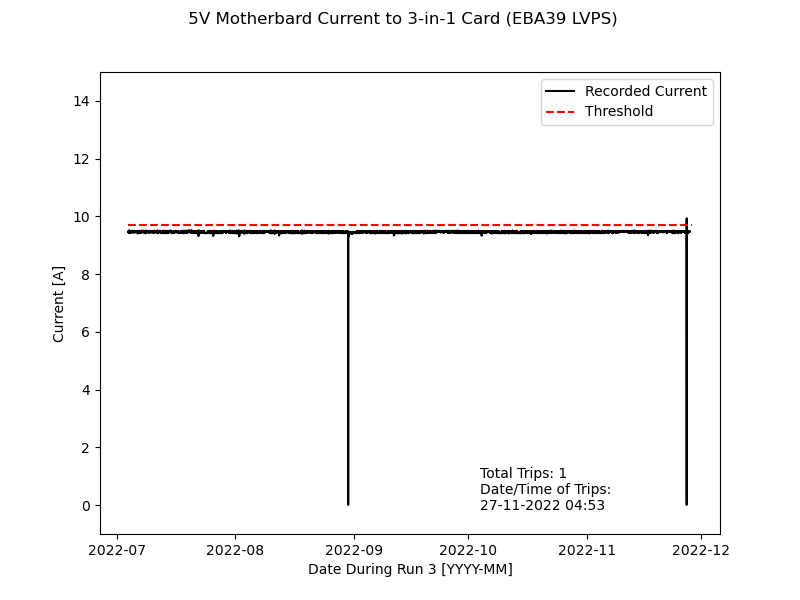 5V Motherbard Current to 3-in-1 Card (EBA39 LVPS)
Recorded Current
Threshold
14
12
10
8
6
4
2
0
Current [A]
Total Trips: 1
Date/Time of Trips:
27-11-2022 04:53
2022-07 2022-08 2022-09 2022-10 2022-11 2022-12
Date During Run 3 [YYYY-MM]